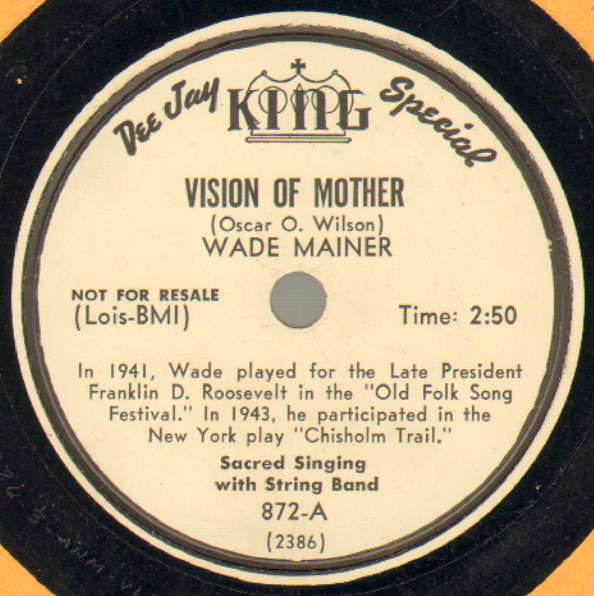 Dee Jay KING Special
VISION OF MOTHER
(Oscar O. Wilson)
WADE MAINER
NOT FOR RESALE
(Lois-BMI) Time: 2:50
In 1941, Wade played for the Late President
Franklin D. Roosevelt in the "Old Folk Song
Festival." In 1943, he participated in the
New York play "Chisholm Trail."
Sacred Singing
with String Band
872-A
(2386)